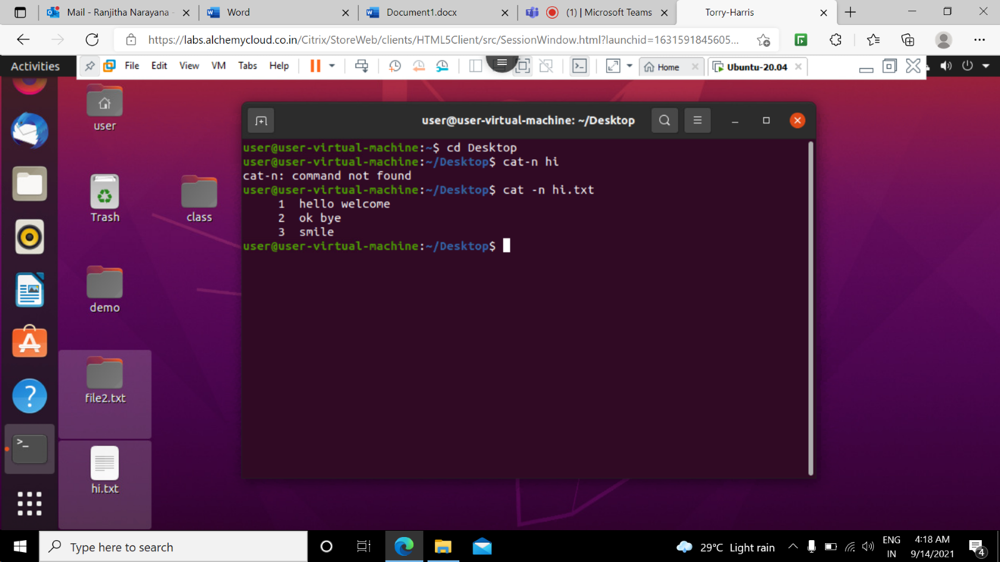 Mail - Ranjitha Narayana -
Word
Document1.docx
(1) | Microsoft Teams
Torry-Harris
https://labs.alchemycloud.co.in/Citrix/StoreWeb/clients/HTML5Client/src/SessionWindow.html?launchid=1631591845605...
Activities
File Edit View VM Tabs Help
Home
Ubuntu-20.04
user
Trash
class
demo
file2.txt
hi.txt
user@user-virtual-machine: ~/Desktop
user@user-virtual-machine:~$ cd Desktop
user@user-virtual-machine:~/Desktop$ cat-n hi
cat-n: command not found
user@user-virtual-machine:~/Desktop$ cat -n hi.txt
1 hello welcome
2 ok bye
3 smile
user@user-virtual-machine:~/Desktop$
Type here to search
29°C Light rain
ENG
IN
4:18 AM
9/14/2021
4